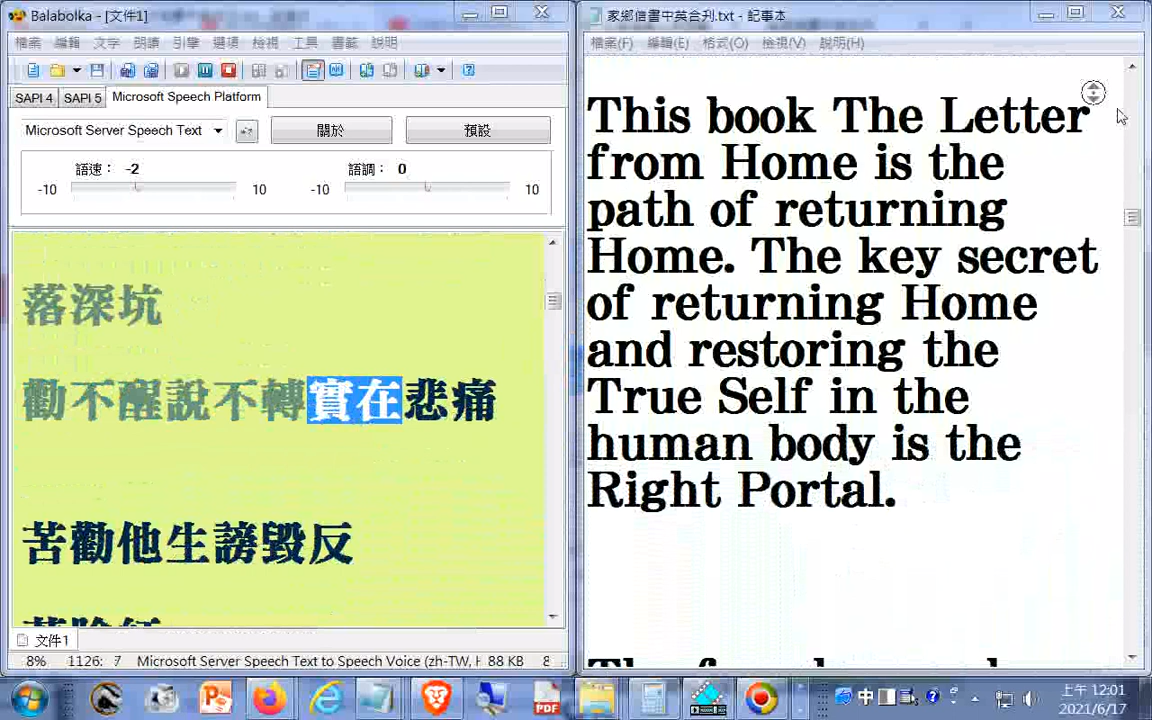 Balabolka - [文件1]
檔案 編輯 文字 朗讀 引擎 選項 檢視 工具 書籤 說明
SAPI 4 SAPI 5 Microsoft Speech Platform
Microsoft Server Speech Text
關於
預設
語速： -2
語調： 0
-10
10
-10
10
落深坑
勸不醒說不轉實在悲痛
苦勸他生謗毀反
文件1
8% 1126: 7 Microsoft Server Speech Text to Speech Voice (zh-TW, H 88 KB 8
家鄉信書中英合刋.txt - 記事本
檔案(F) 編輯(E) 格式(O) 檢視(V) 說明(H)
This book The Letter
from Home is the
path of returning
Home. The key secret
of returning Home
and restoring the
True Self in the
human body is the
Right Portal.
中
上午 12:01
2021/6/17